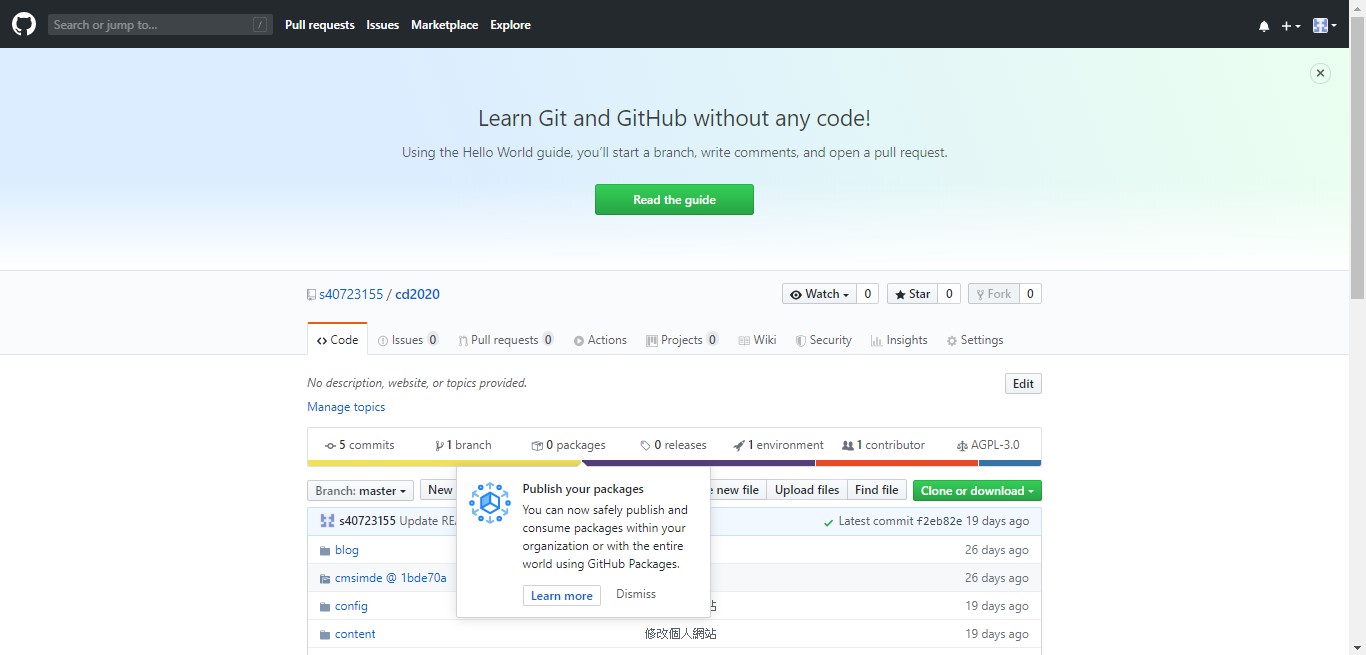 Search or jump to... / Pull requests Issues Marketplace Explore
Learn Git and GitHub without any code!
Using the Hello World guide, you’ll start a branch, write comments, and open a pull request.
Read the guide
s40723155 / cd2020 Watch 0 Star 0 Fork 0
Code Issues 0 Pull requests 0 Actions Projects 0 Wiki Security Insights Settings
No description, website, or topics provided. Edit
Manage topics
5 commits 1 branch 0 packages 0 releases 1 environment 1 contributor AGPL-3.0
Branch: master New new file Upload files Find file Clone or download
s40723155 Update Latest commit f2eb82e 19 days ago
Publish your packages
You can now safely publish and
consume packages within your
organization or with the entire
world using GitHub Packages.
Learn more Dismiss
blog 26 days ago
cmsimde @ 1bde70a 26 days ago
config 站 19 days ago
content 修改個人網站 19 days ago